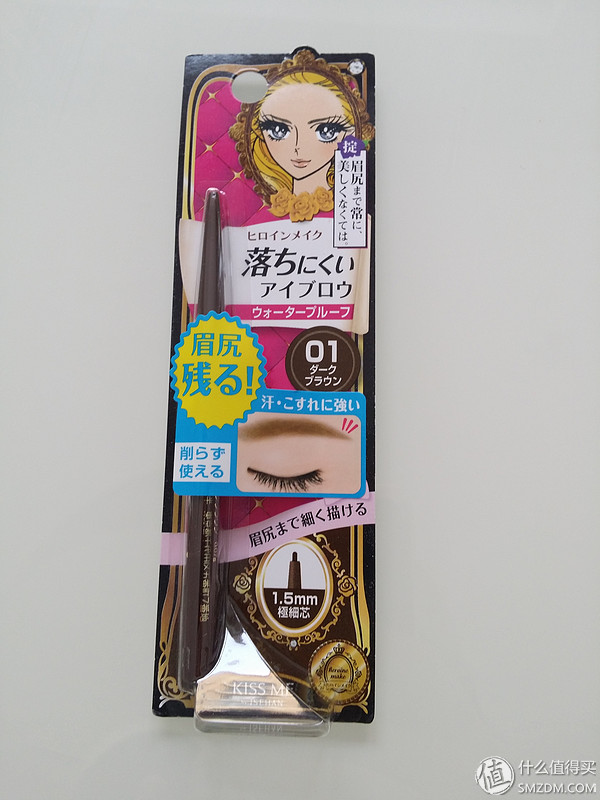 掟
眉尻まで常に、
美しくなくては。
ヒロインメイク
落ちにくい
アイブロウ
ウォータープルーフ
眉尻
残る!
01
ダーク
ブラウン
汗・こすれに強い
削らず
使える
眉尻まで細く描ける
1.5mm
極細芯
Heroine
make
KISS ME
ISEHAN
值 什么值得买
SMZDM.COM